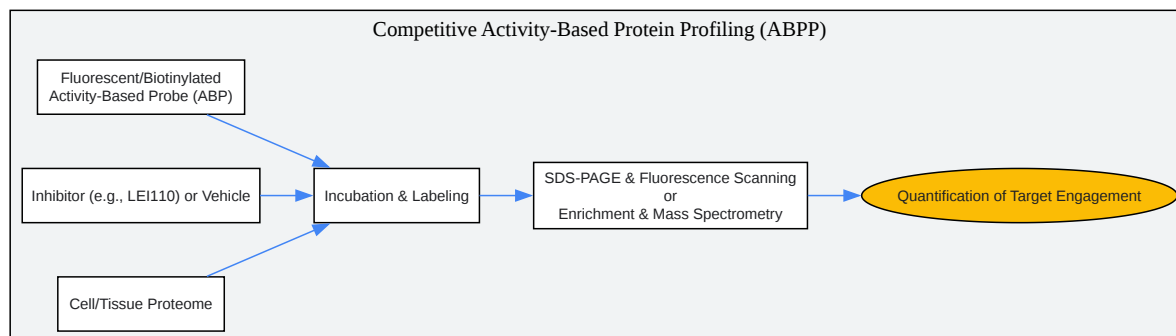 Competitive Activity-Based Protein Profiling (ABPP)
Fluorescent/Biotinylated
Activity-Based Probe (ABP)
Inhibitor (e.g., LEI110) or Vehicle
Cell/Tissue Proteome
Incubation & Labeling
SDS-PAGE & Fluorescence Scanning
or
Enrichment & Mass Spectrometry
Quantification of Target Engagement